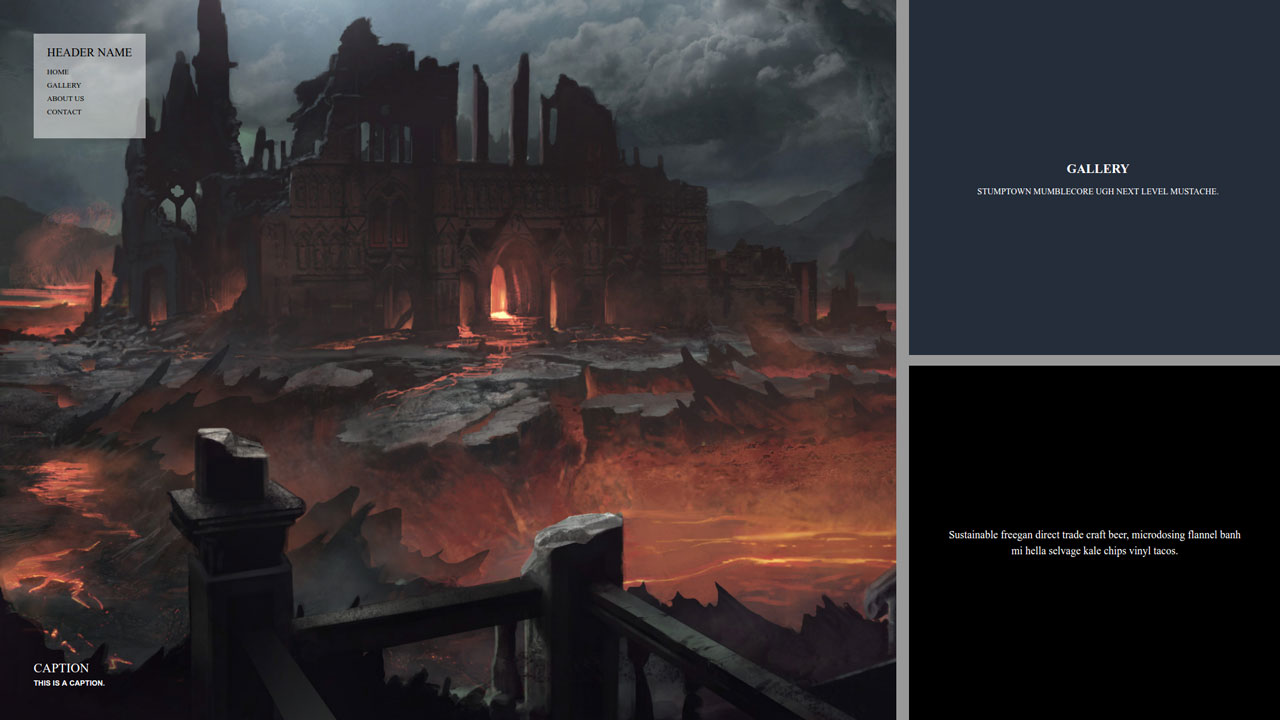 HEADER NAME
HOME
GALLERY
ABOUT US
CONTACT
CAPTION
THIS IS A CAPTION.
GALLERY
STUMPTOWN MUMBLECORE UGH NEXT LEVEL MUSTACHE.
Sustainable freegan direct trade craft beer, microdosing flannel banh
mi hella selvage kale chips vinyl tacos.